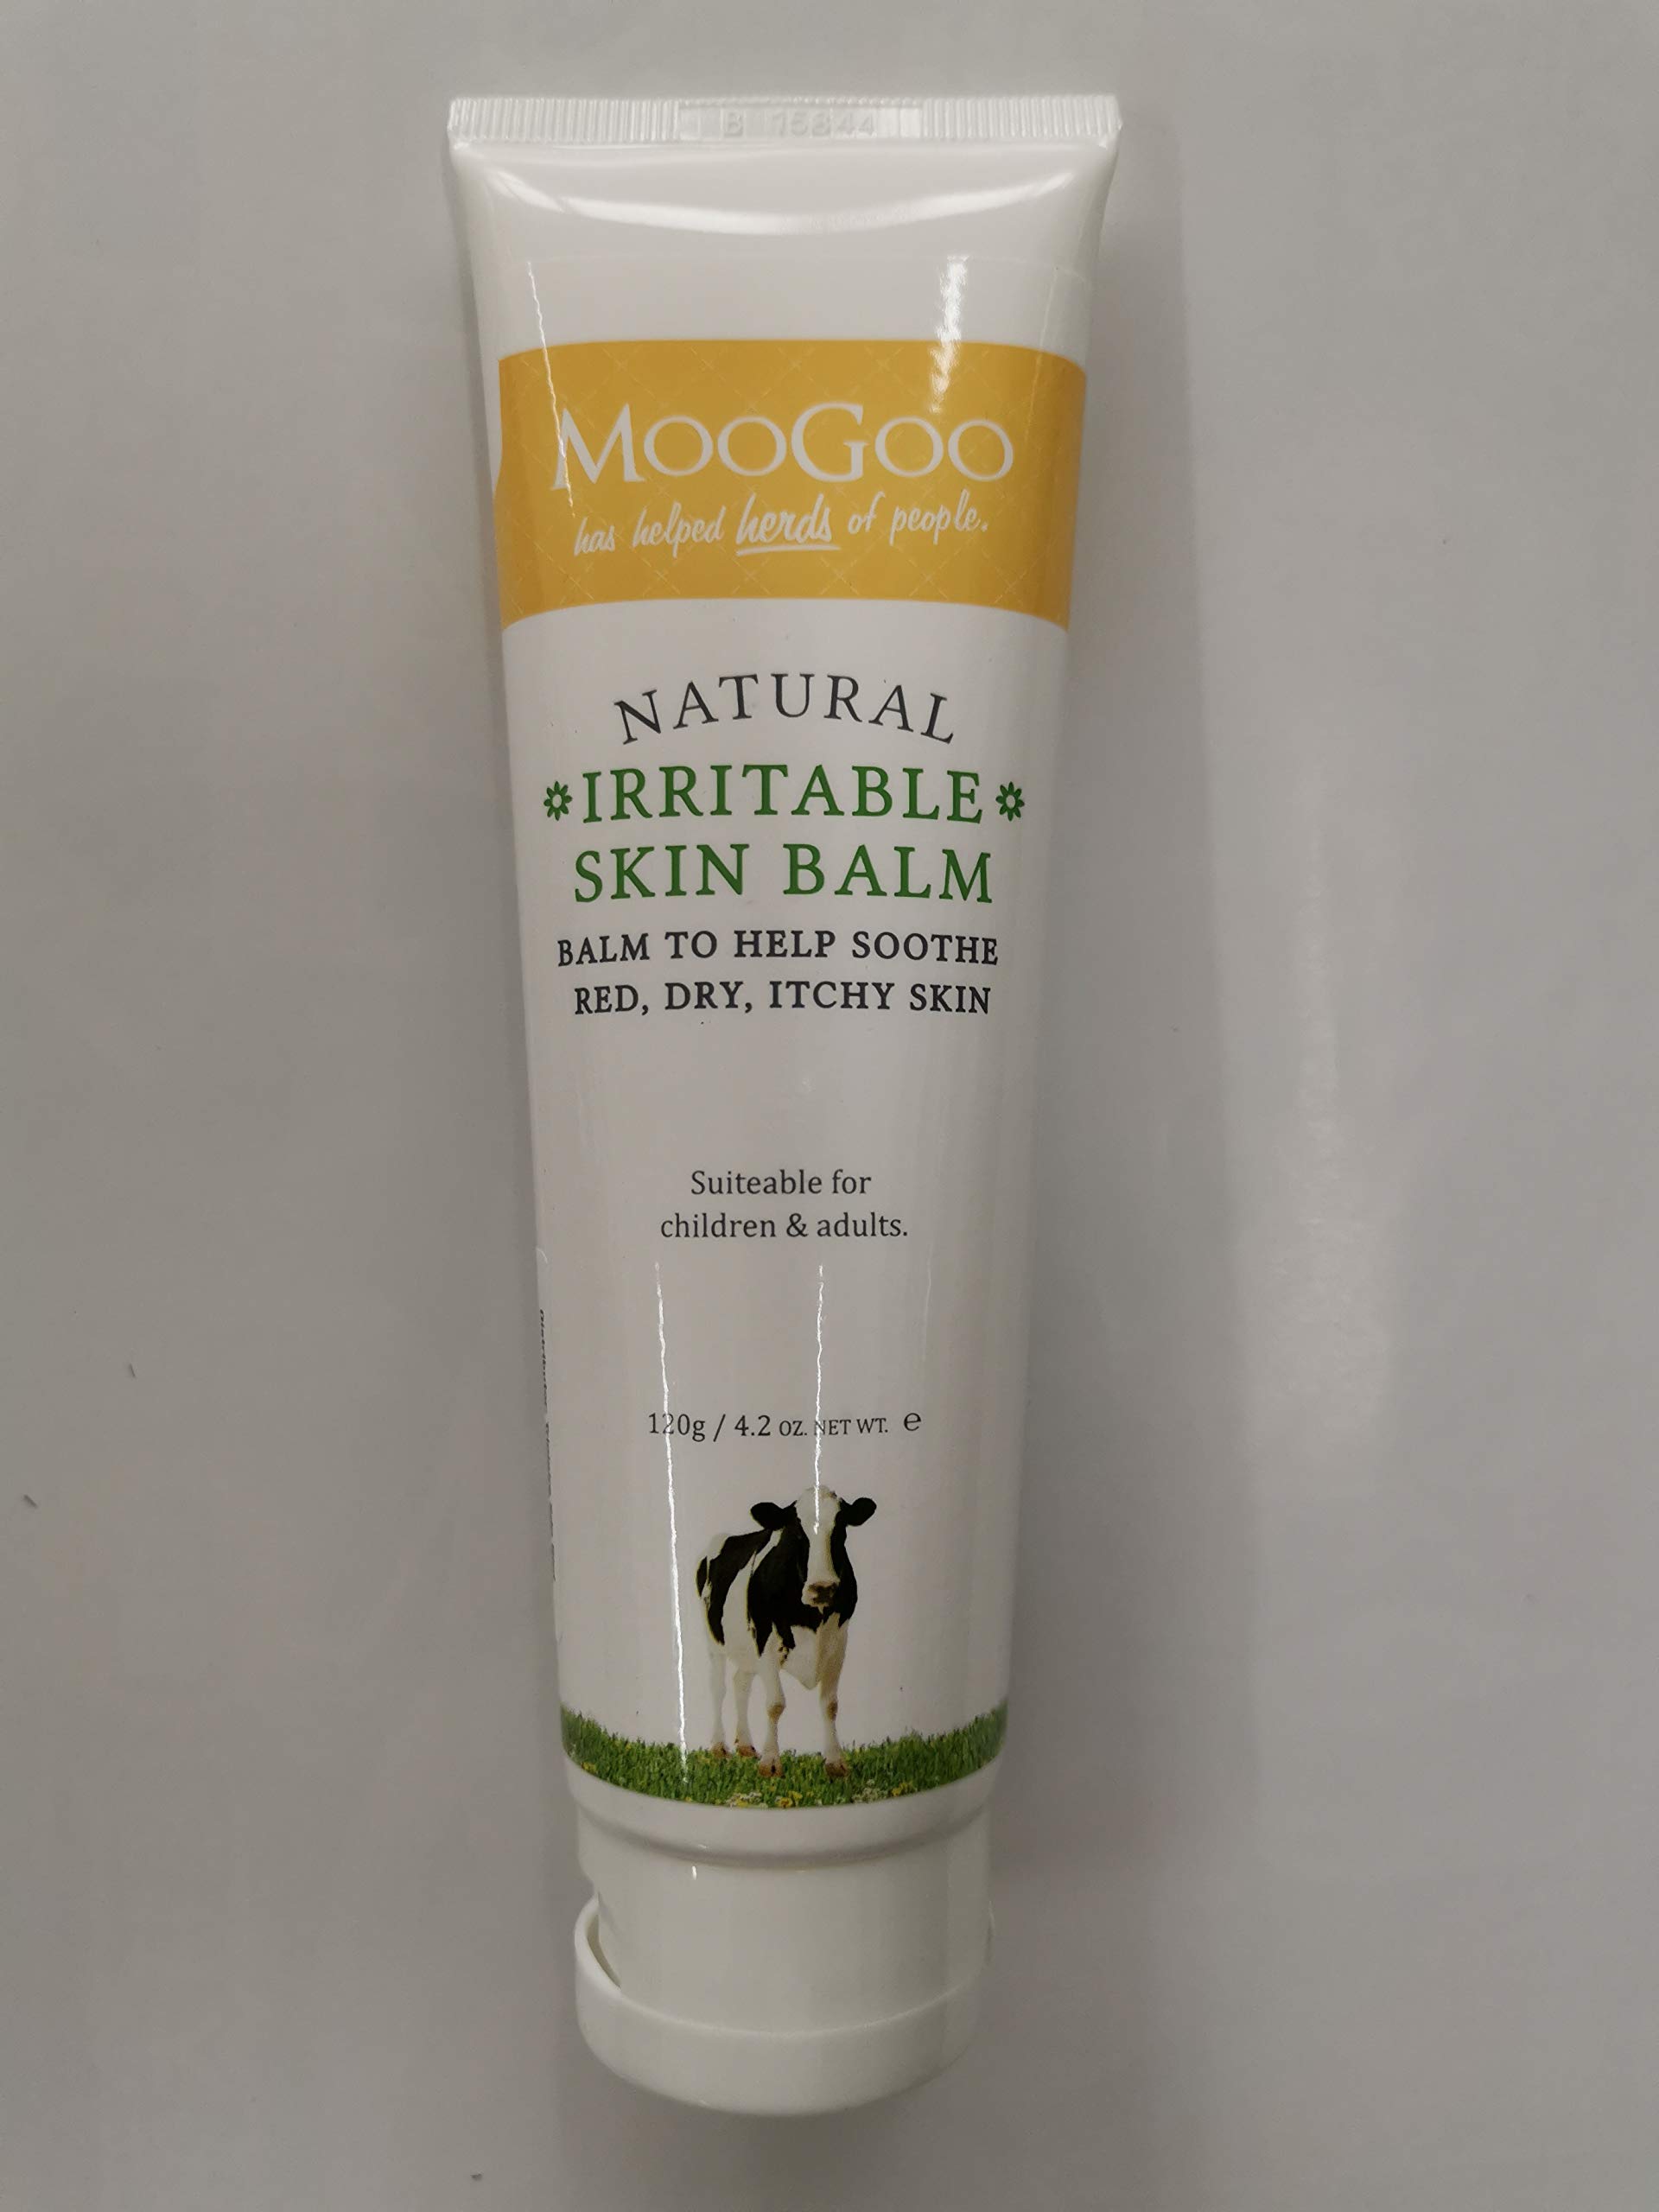 B 15844
MooGoo
has helped herds of people.
NATURAL
IRRITABLE
SKIN BALM
BALM TO HELP SOOTHE
RED, DRY, ITCHY SKIN
Suiteable for
children & adults.
120g / 4.2 OZ. NET WT. ℮